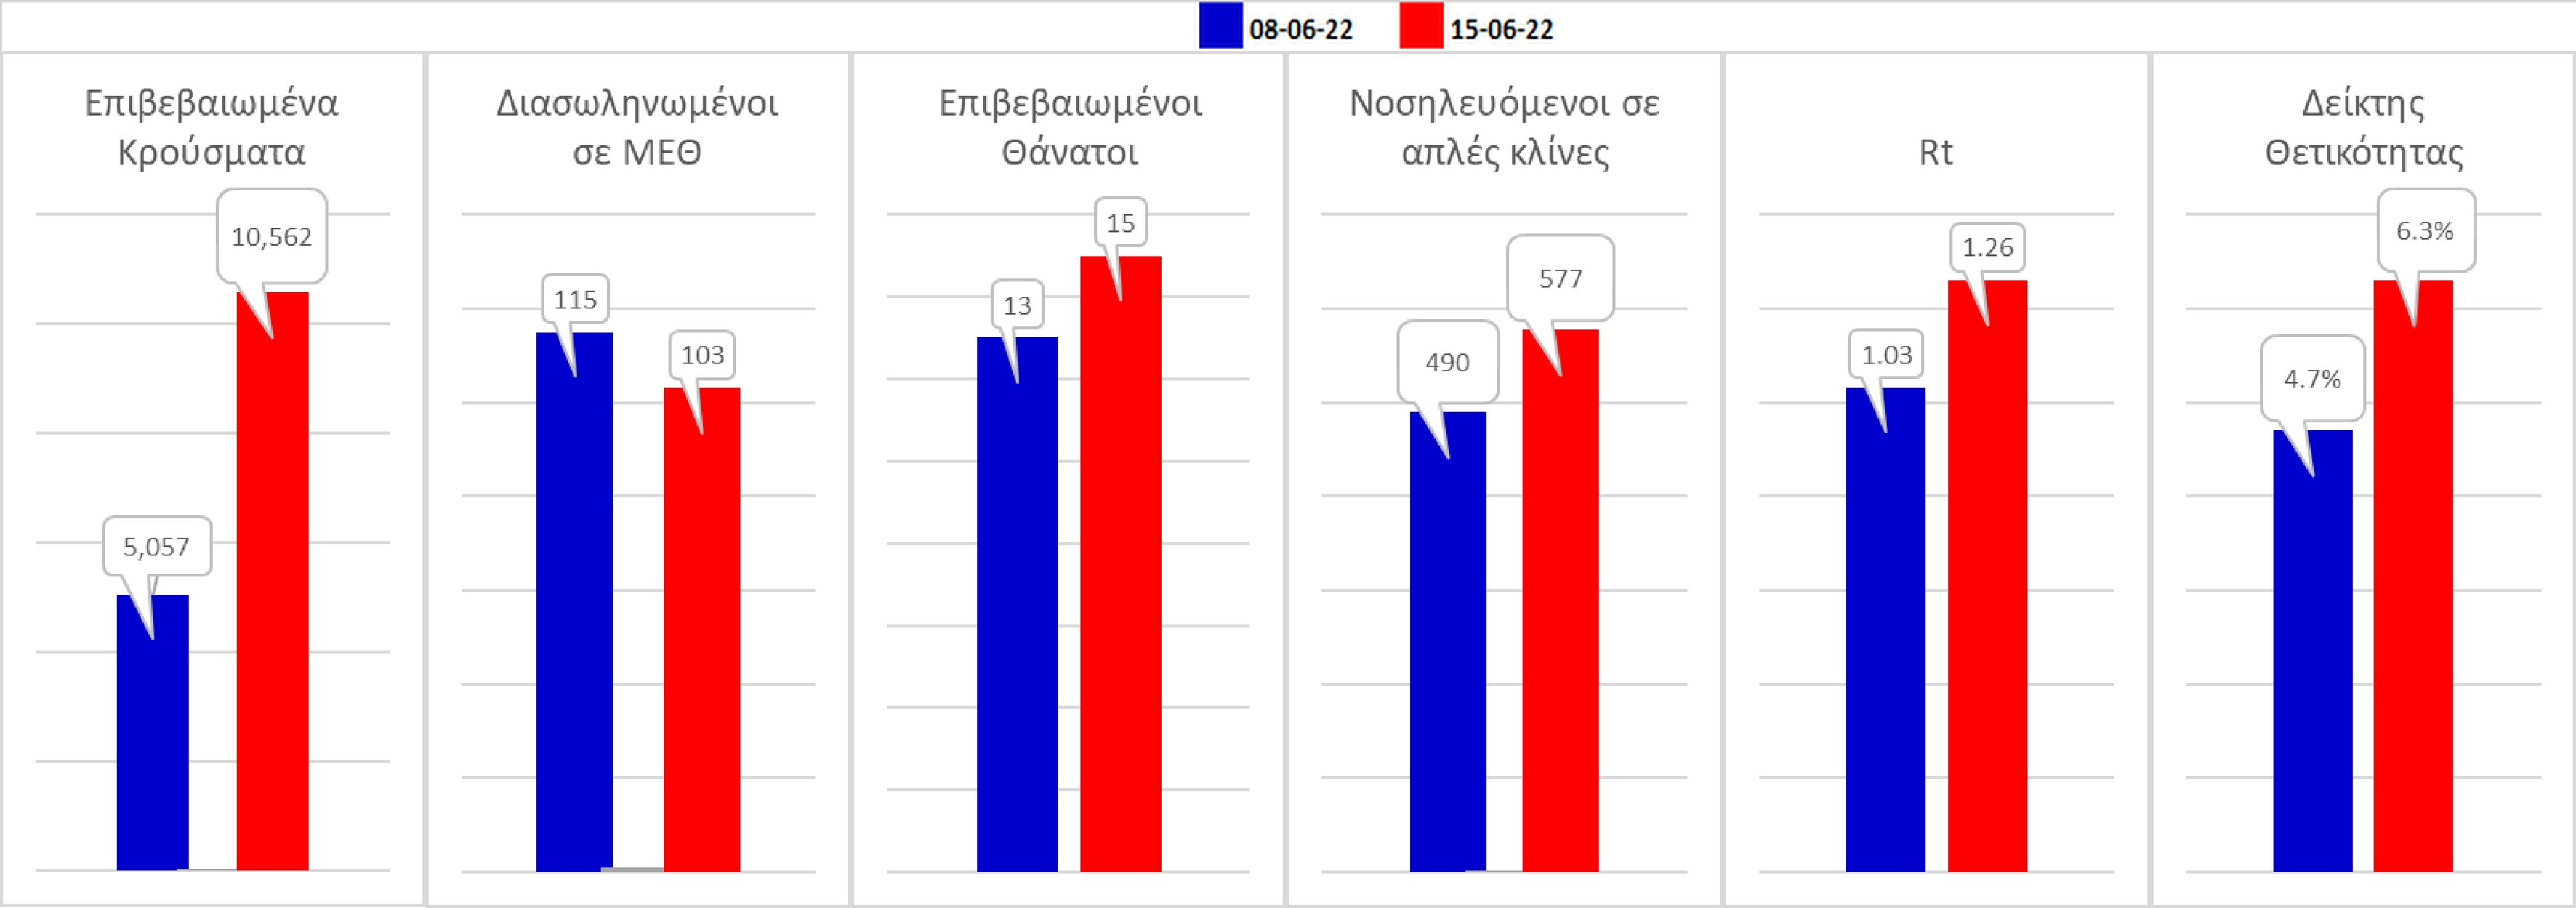 08-06-22 15-06-22
Επιβεβαιωμένα
Κρούσματα
10,562
5,057
Διασωληνωμένοι
σε ΜΕΘ
115
103
Επιβεβαιωμένοι
Θάνατοι
15
13
Νοσηλευόμενοι σε
απλές κλίνες
577
490
Rt
1.26
1.03
Δείκτης
Θετικότητας
6.3%
4.7%